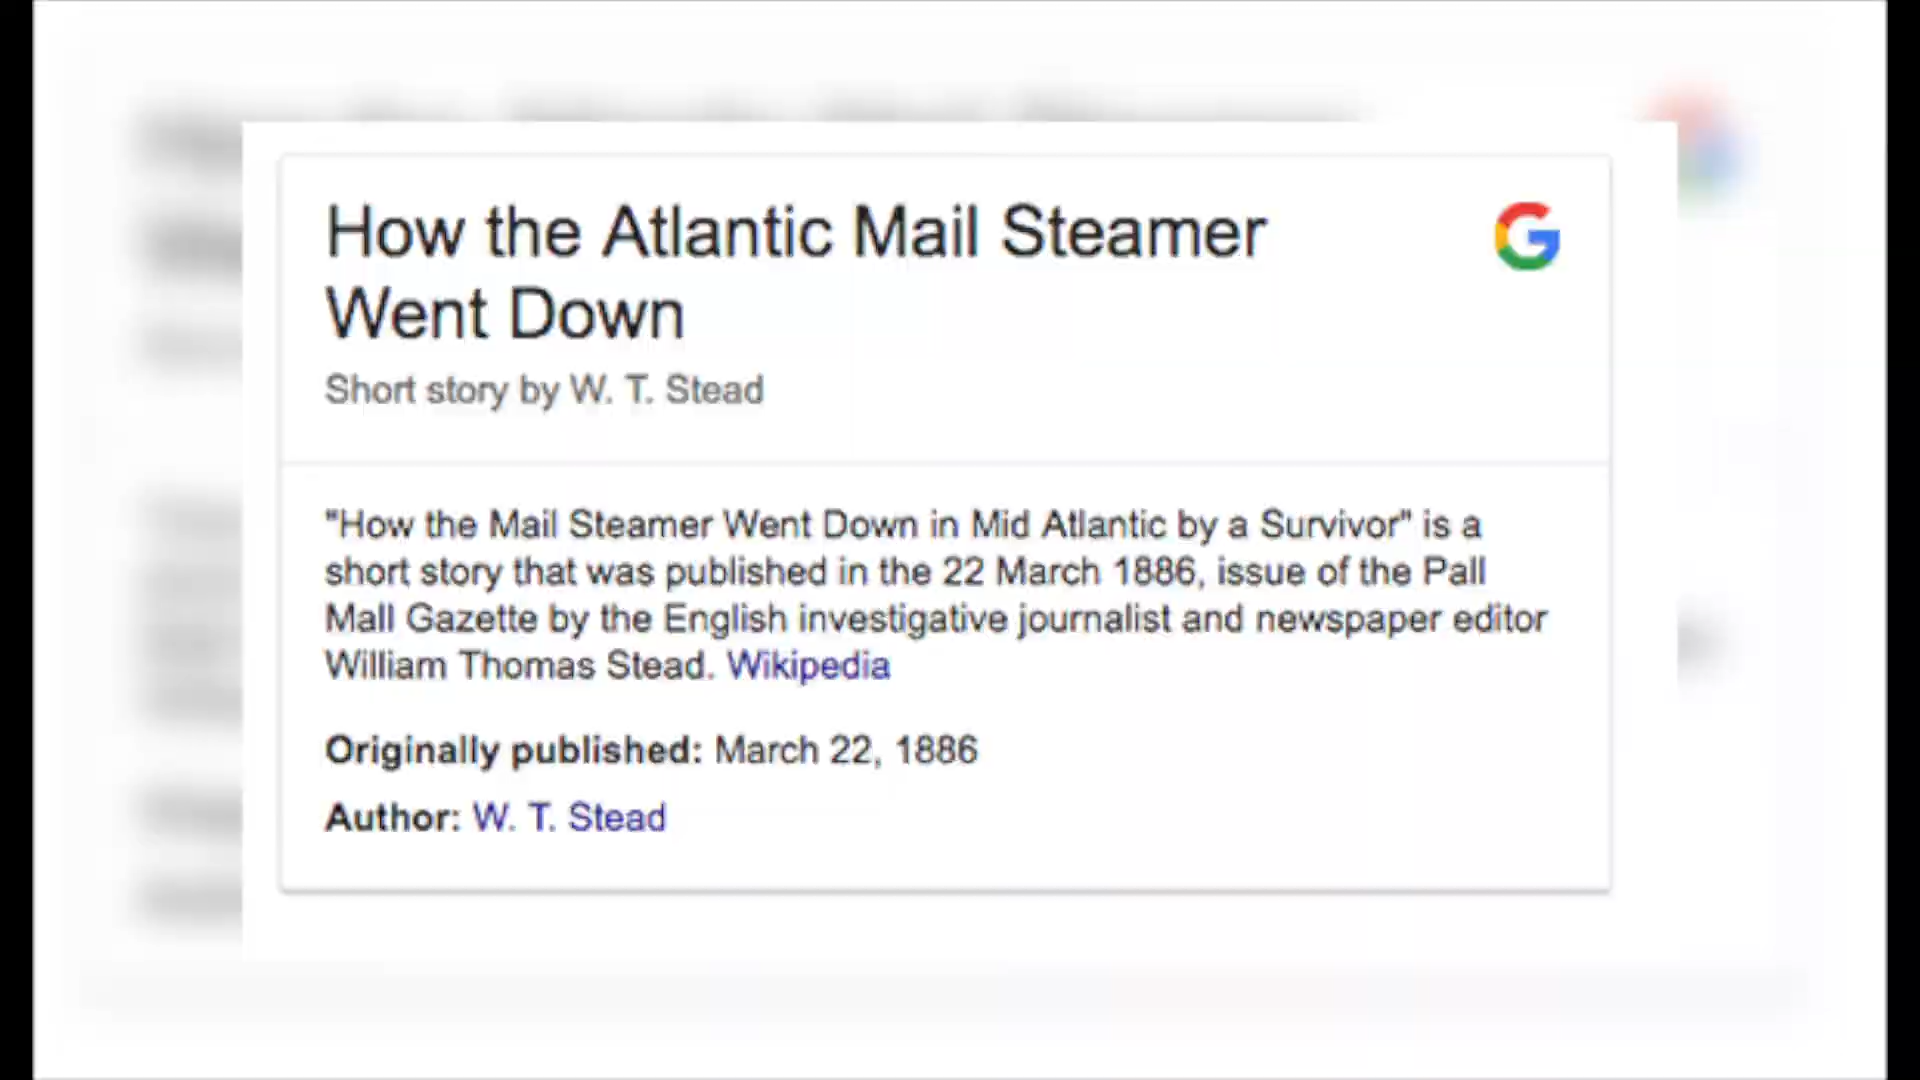 How the Atlantic Mail Steamer
Went Down
Short story by W. T. Stead
"How the Mail Steamer Went Down in Mid Atlantic by a Survivor" is a
short story that was published in the 22 March 1886, issue of the Pall
Mall Gazette by the English investigative journalist and newspaper editor
William Thomas Stead. Wikipedia
Originally published: March 22, 1886
Author: W. T. Stead